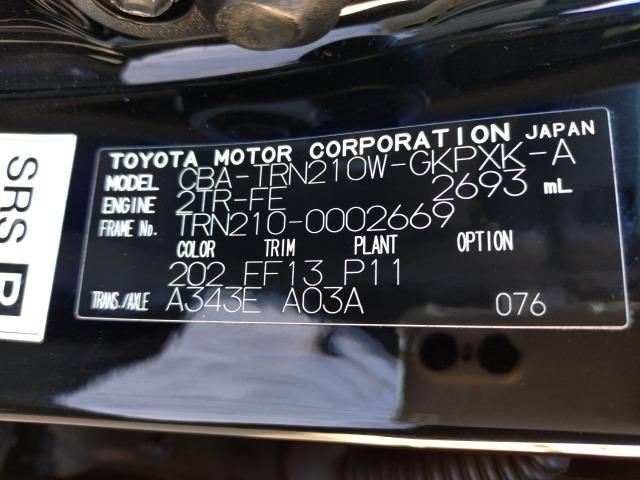 TOYOTA MOTOR CORPORATION JAPAN
MODEL CBA-TRN210W-GKPXK-A
ENGINE 2TR-FE 2693 mL
FRAME No. TRN210-0002669
COLOR TRIM PLANT OPTION
202 FF13 P11
TRANS./AXLE A343E A03A 076
SRS P